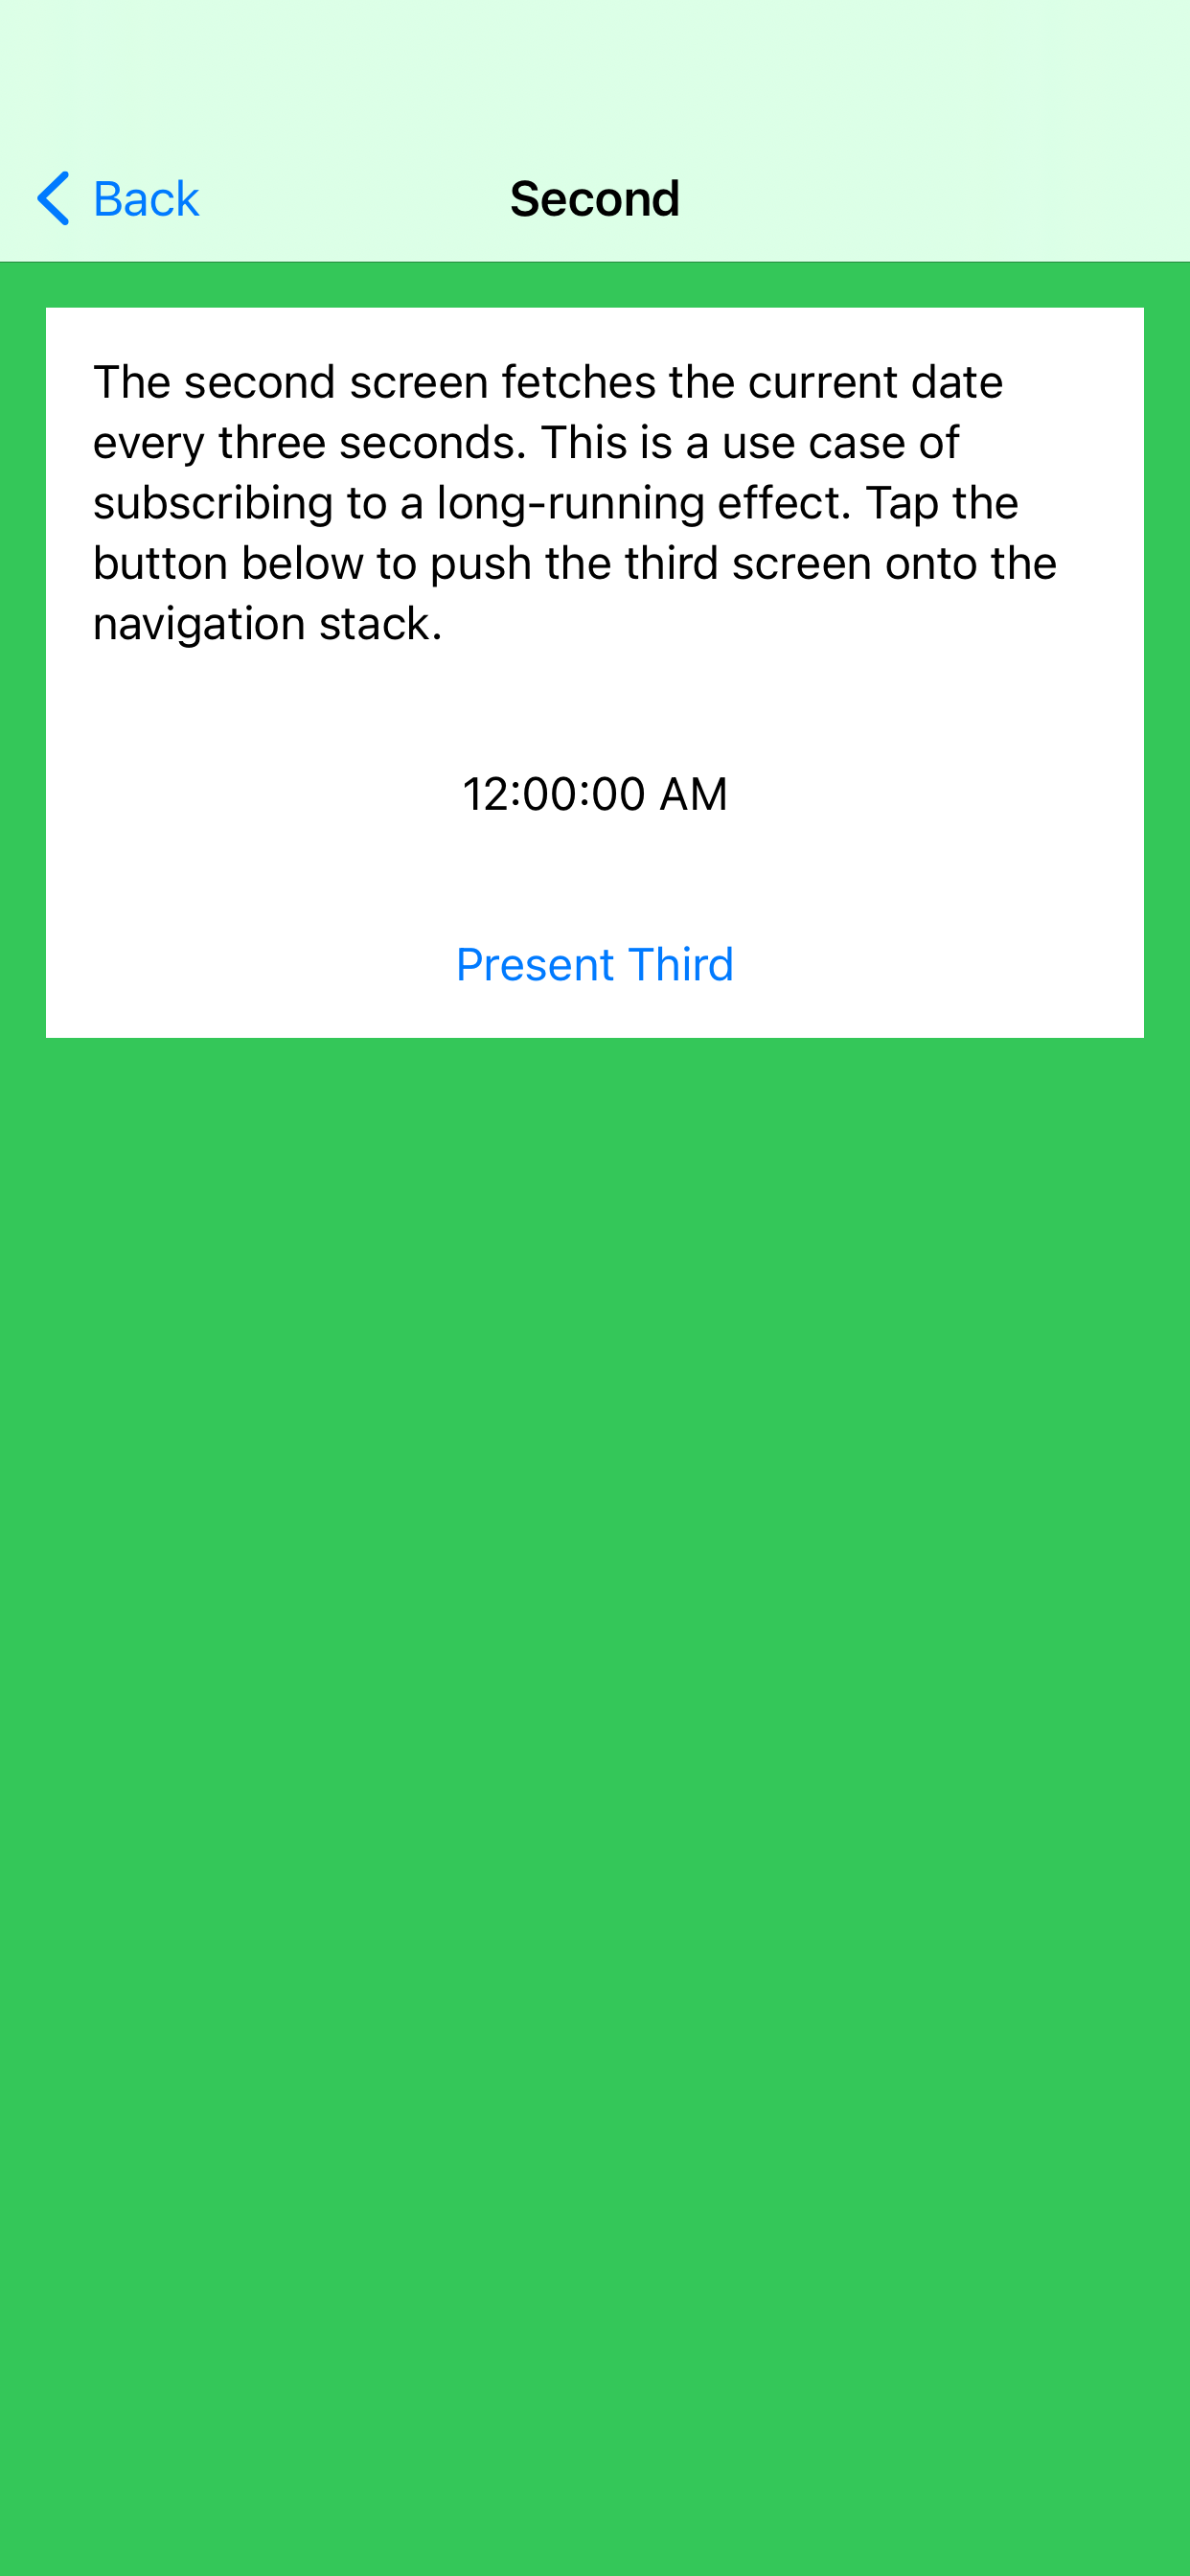 Back
Second
The second screen fetches the current date
every three seconds. This is a use case of
subscribing to a long-running effect. Tap the
button below to push the third screen onto the
navigation stack.
12:00:00 AM
Present Third